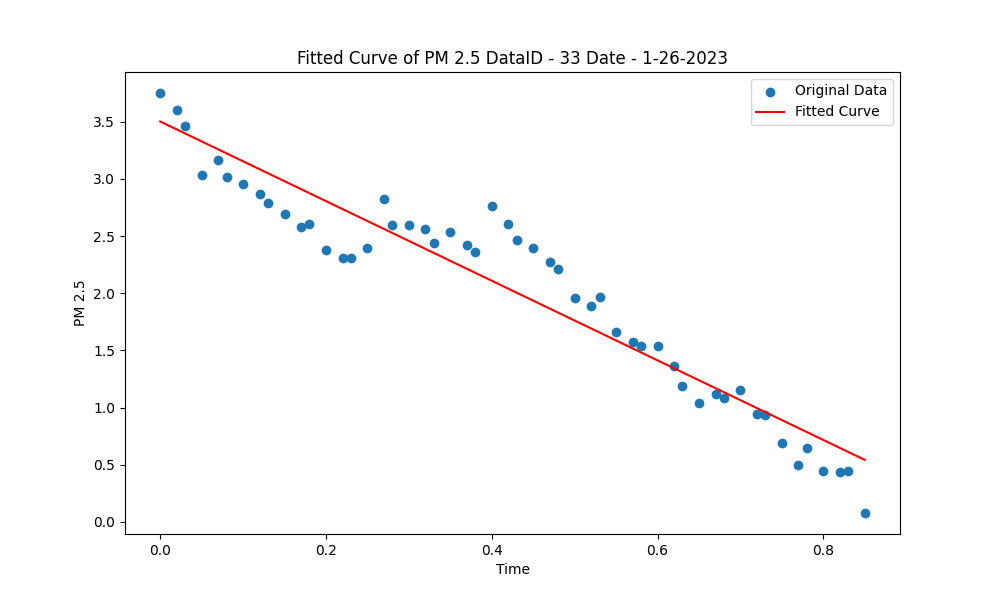 Fitted Curve of PM 2.5 DataID - 33 Date - 1-26-2023
Original Data
Fitted Curve
3.5
3.0
2.5
2.0
1.5
1.0
0.5
0.0
PM 2.5
0.0 0.2 0.4 0.6 0.8
Time